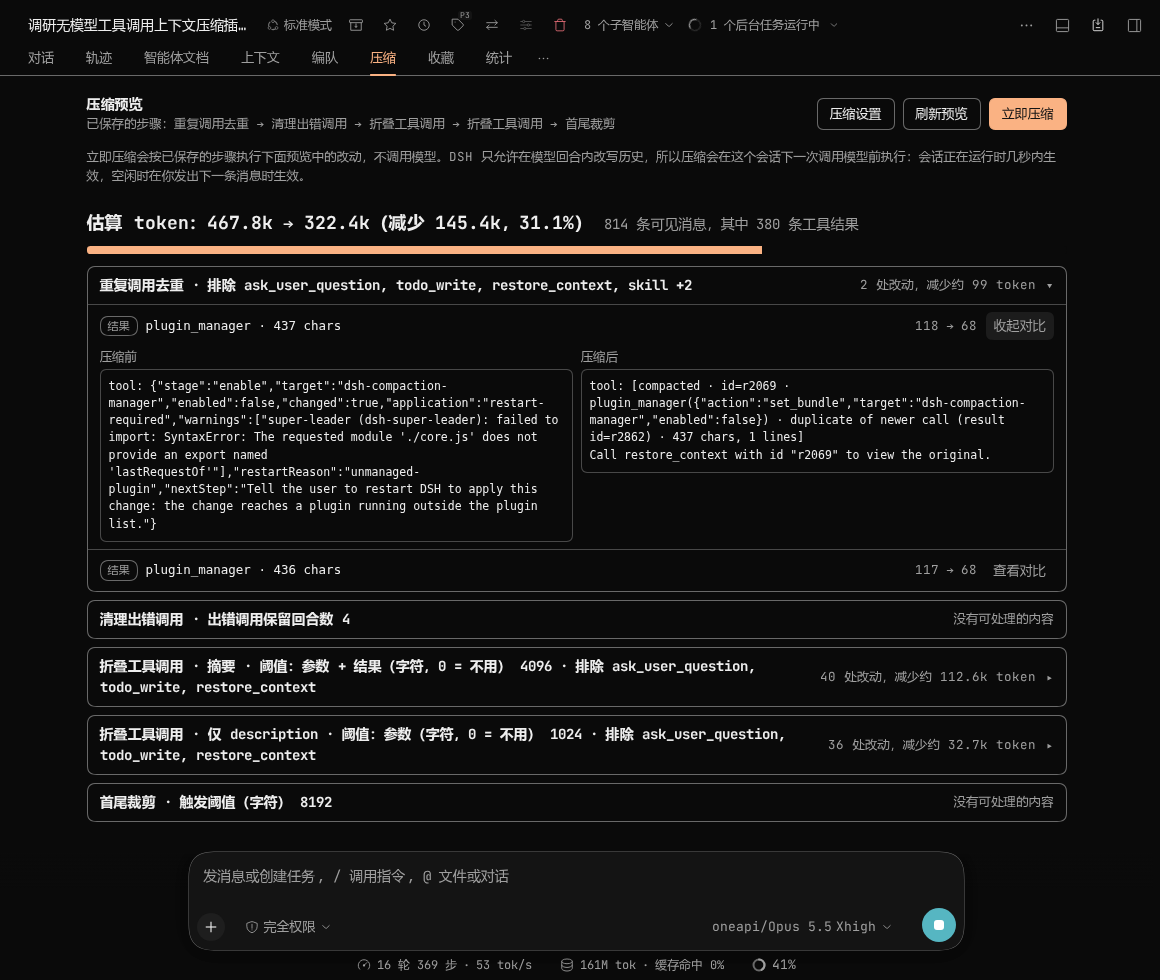 调研无模型工具调用上下文压缩插... 标准模式 P3 8 个子智能体 1 个后台任务运行中 ...
对话 轨迹 智能体文档 上下文 编队 压缩 收藏 统计 ...
压缩预览
已保存的步骤: 重复调用去重 → 清理出错调用 → 折叠工具调用 → 折叠工具调用 → 首尾裁剪
压缩设置 刷新预览 立即压缩
立即压缩会按已保存的步骤执行下面预览中的改动, 不调用模型。DSH 只允许在模型回合内改写历史, 所以压缩会在这个会话下一次调用模型前执行: 会话正在运行时几秒内生
效, 空闲时在你发出下一条消息时生效。
估算 token: 467.8k → 322.4k (减少 145.4k, 31.1%) 814 条可见消息, 其中 380 条工具结果
重复调用去重 · 排除 ask_user_question, todo_write, restore_context, skill +2 2 处改动, 减少约 99 token ▾
结果 plugin_manager · 437 chars 118 → 68 收起对比
压缩前
tool: {"stage":"enable","target":"dsh-compaction-
manager","enabled":false,"changed":true,"application":"restart-
required","warnings":["super-leader (dsh-super-leader): failed to
import: SyntaxError: The requested module './core.js' does not
provide an export named
'lastRequestOf'"],"restartReason":"unmanaged-
plugin","nextStep":"Tell the user to restart DSH to apply this
change: the change reaches a plugin running outside the plugin
list."}
压缩后
tool: [compacted · id=r2069 ·
plugin_manager({"action":"set_bundle","target":"dsh-compaction-
manager","enabled":false}) · duplicate of newer call (result
id=r2862) · 437 chars, 1 lines]
Call restore_context with id "r2069" to view the original.
结果 plugin_manager · 436 chars 117 → 68 查看对比
清理出错调用 · 出错调用保留回合数 4 没有可处理的内容
折叠工具调用 · 摘要 · 阈值: 参数 + 结果 (字符, 0 = 不用) 4096 · 排除 ask_user_question,
todo_write, restore_context
40 处改动, 减少约 112.6k token ▸
折叠工具调用 · 仅 description · 阈值: 参数 (字符, 0 = 不用) 1024 · 排除 ask_user_question,
todo_write, restore_context
36 处改动, 减少约 32.7k token ▸
首尾裁剪 · 触发阈值 (字符) 8192 没有可处理的内容
发消息或创建任务, / 调用指令, @ 文件或对话
完全权限 oneapi/Opus 5.5 Xhigh
16 轮 369 步 · 53 tok/s 161M tok · 缓存命中 0% 41%